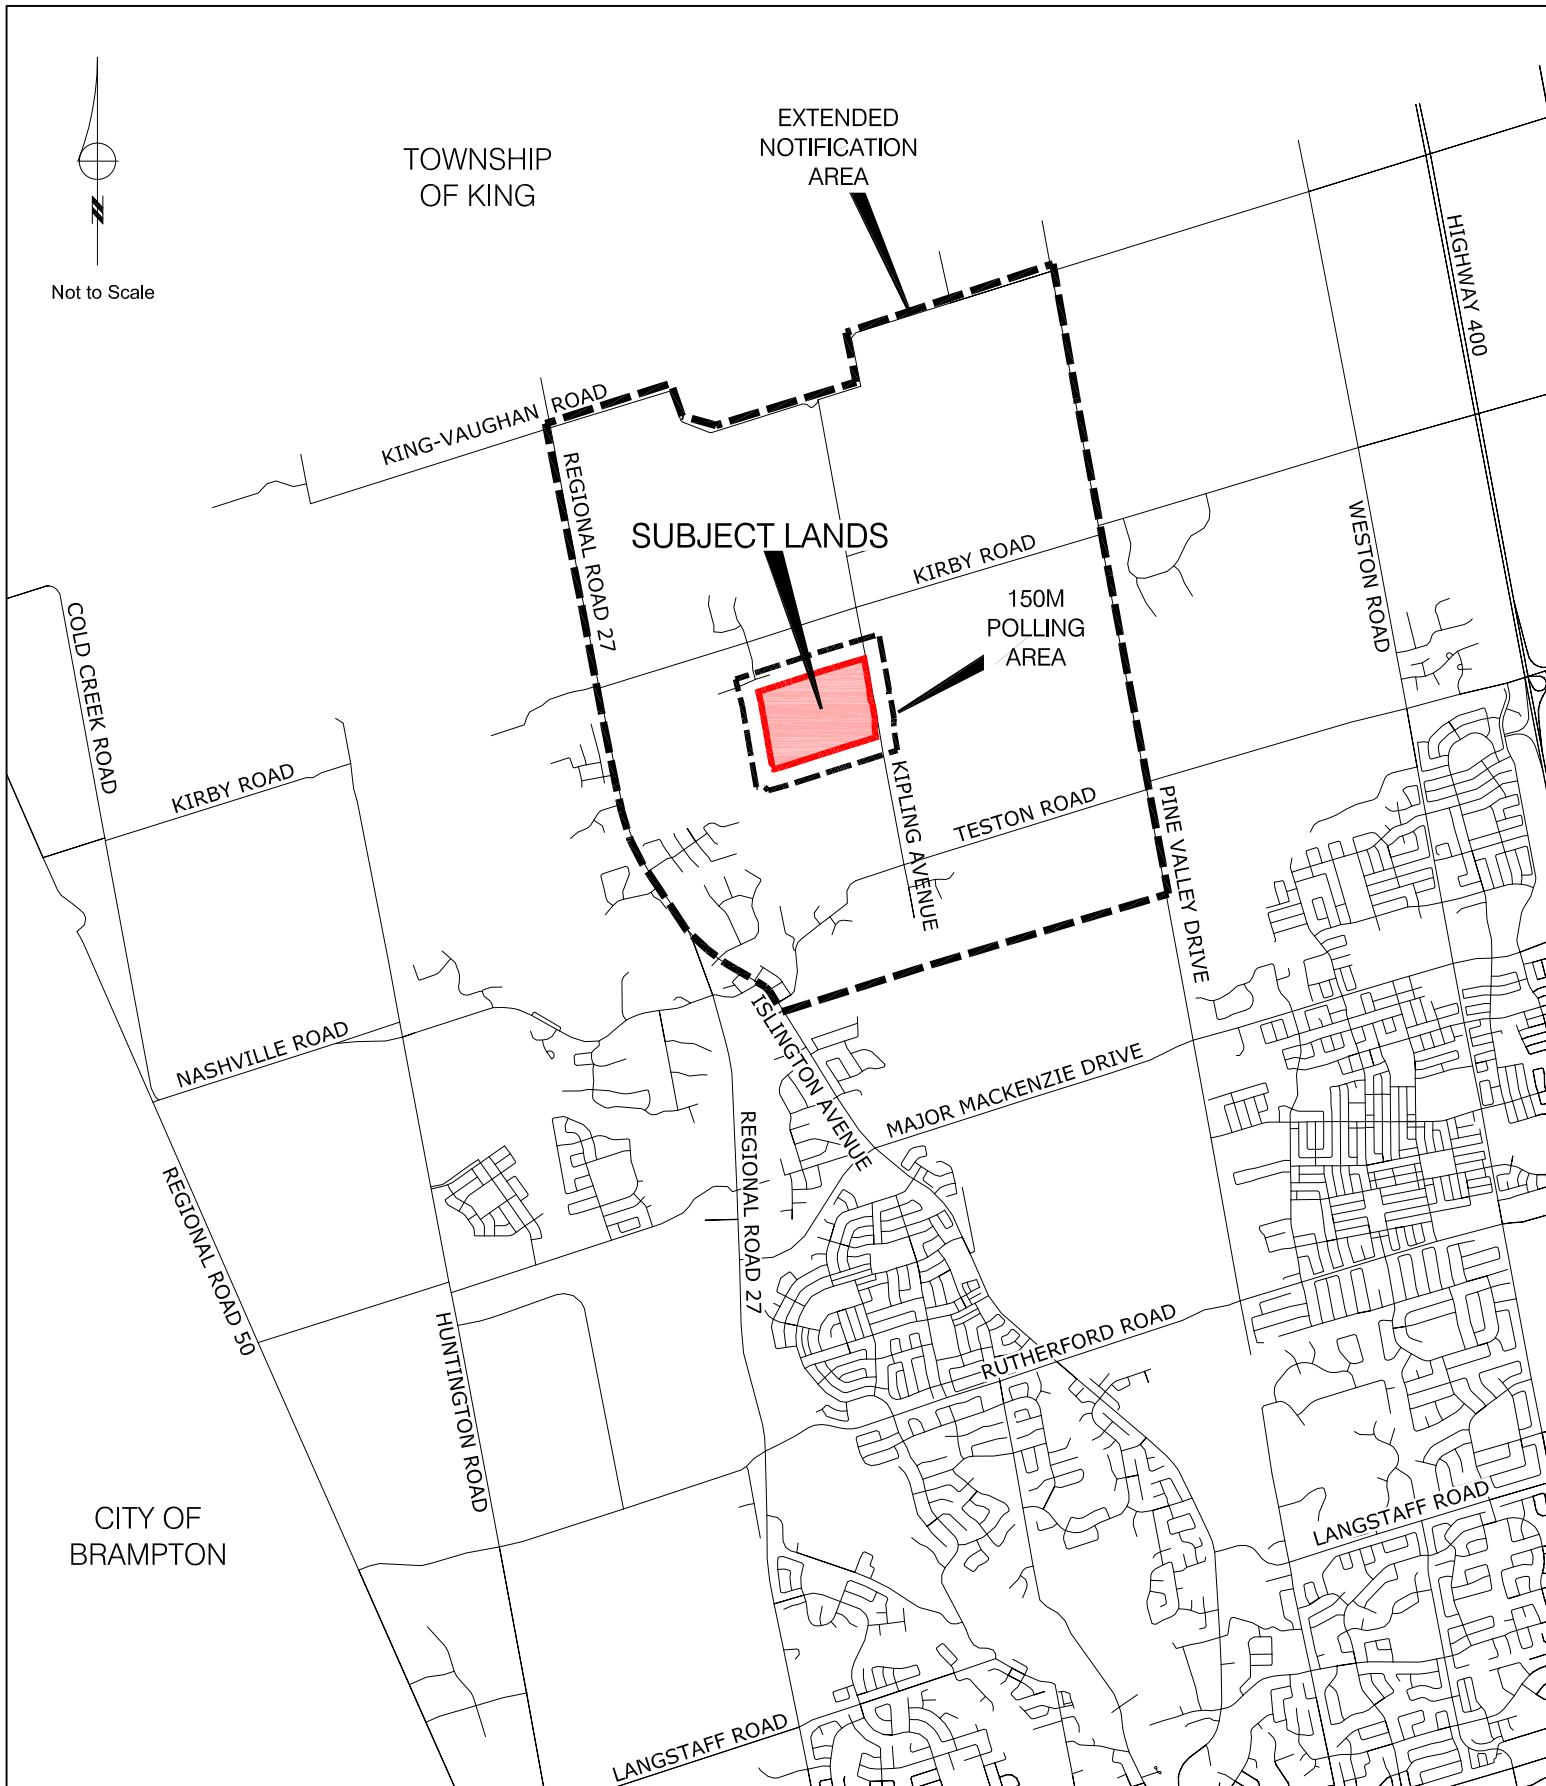 EXTENDED
NOTIFICATION
AREA
TOWNSHIP
OF KING
N
Not to Scale
HIGHWAY 400
KING-VAUGHAN ROAD
REGIONAL ROAD 27
SUBJECT LANDS
KIRBY ROAD
WESTON ROAD
150M
POLLING
AREA
COLD CREEK ROAD
KIRBY ROAD
KIPLING AVENUE
TESTON ROAD
PINE VALLEY DRIVE
NASHVILLE ROAD
ISLINGTON AVENUE
MAJOR MACKENZIE DRIVE
REGIONAL ROAD 27
REGIONAL ROAD 50
HUNTINGTON ROAD
RUTHERFORD ROAD
CITY OF
BRAMPTON
LANGSTAFF ROAD
LANGSTAFF ROAD